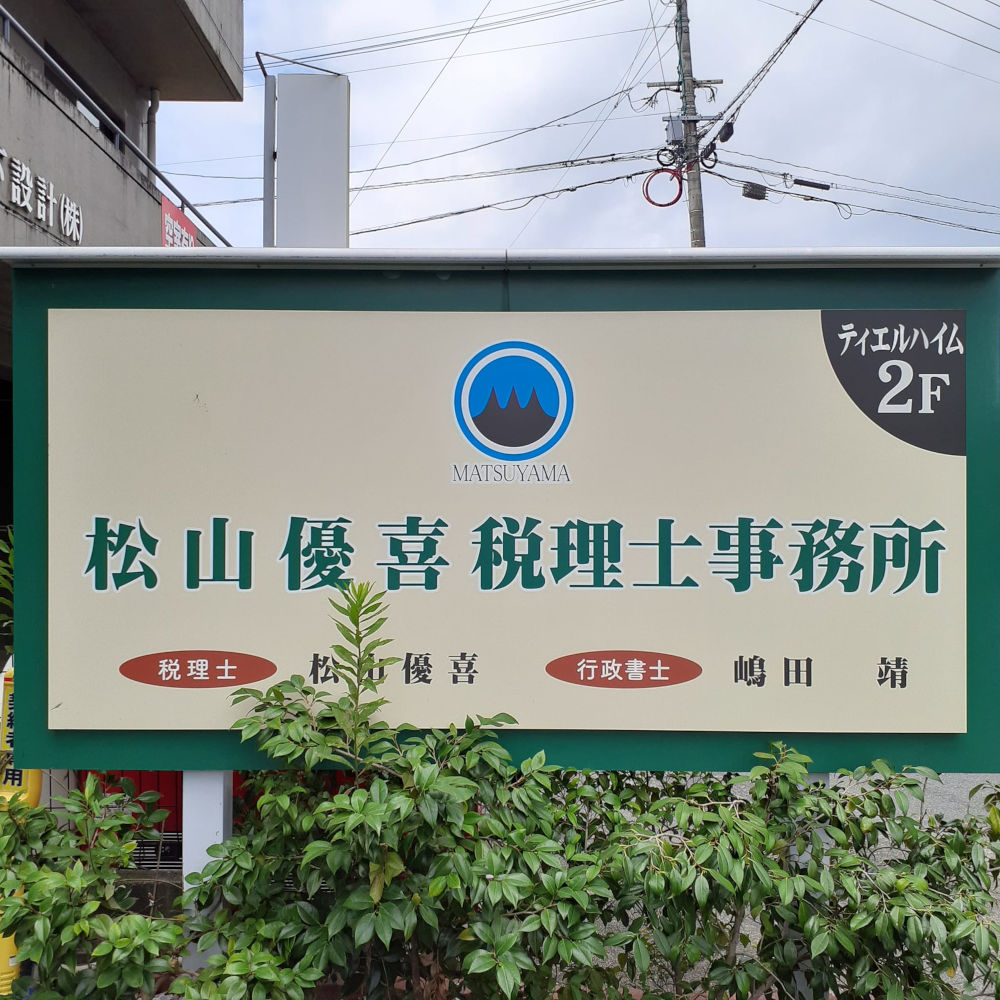 設計(株)
ティエルハイム
2F
MATSUYAMA
松山優喜税理士事務所
税理士 松山優喜 行政書士 嶋田 靖